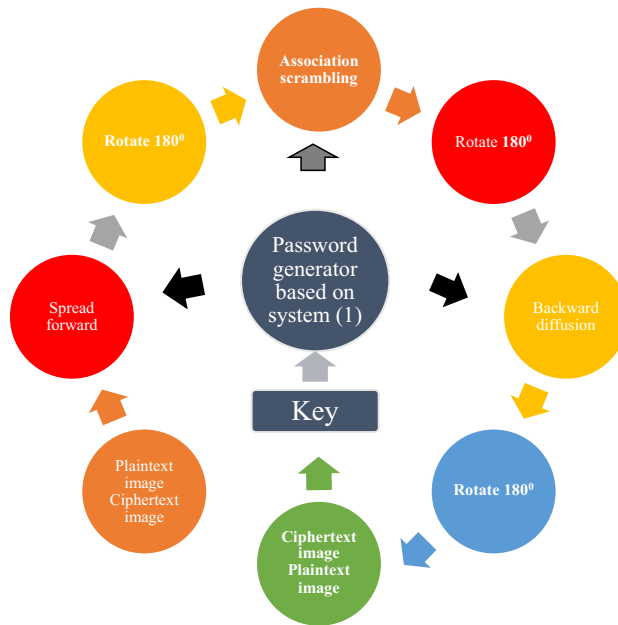 Association
scrambling
Rotate 180⁰
Rotate 180⁰
Password
generator
based on
system (1)
Spread
forward
Backward
diffusion
Key
Plaintext
image
Ciphertext
image
Rotate 180⁰
Ciphertext
image
Plaintext
image